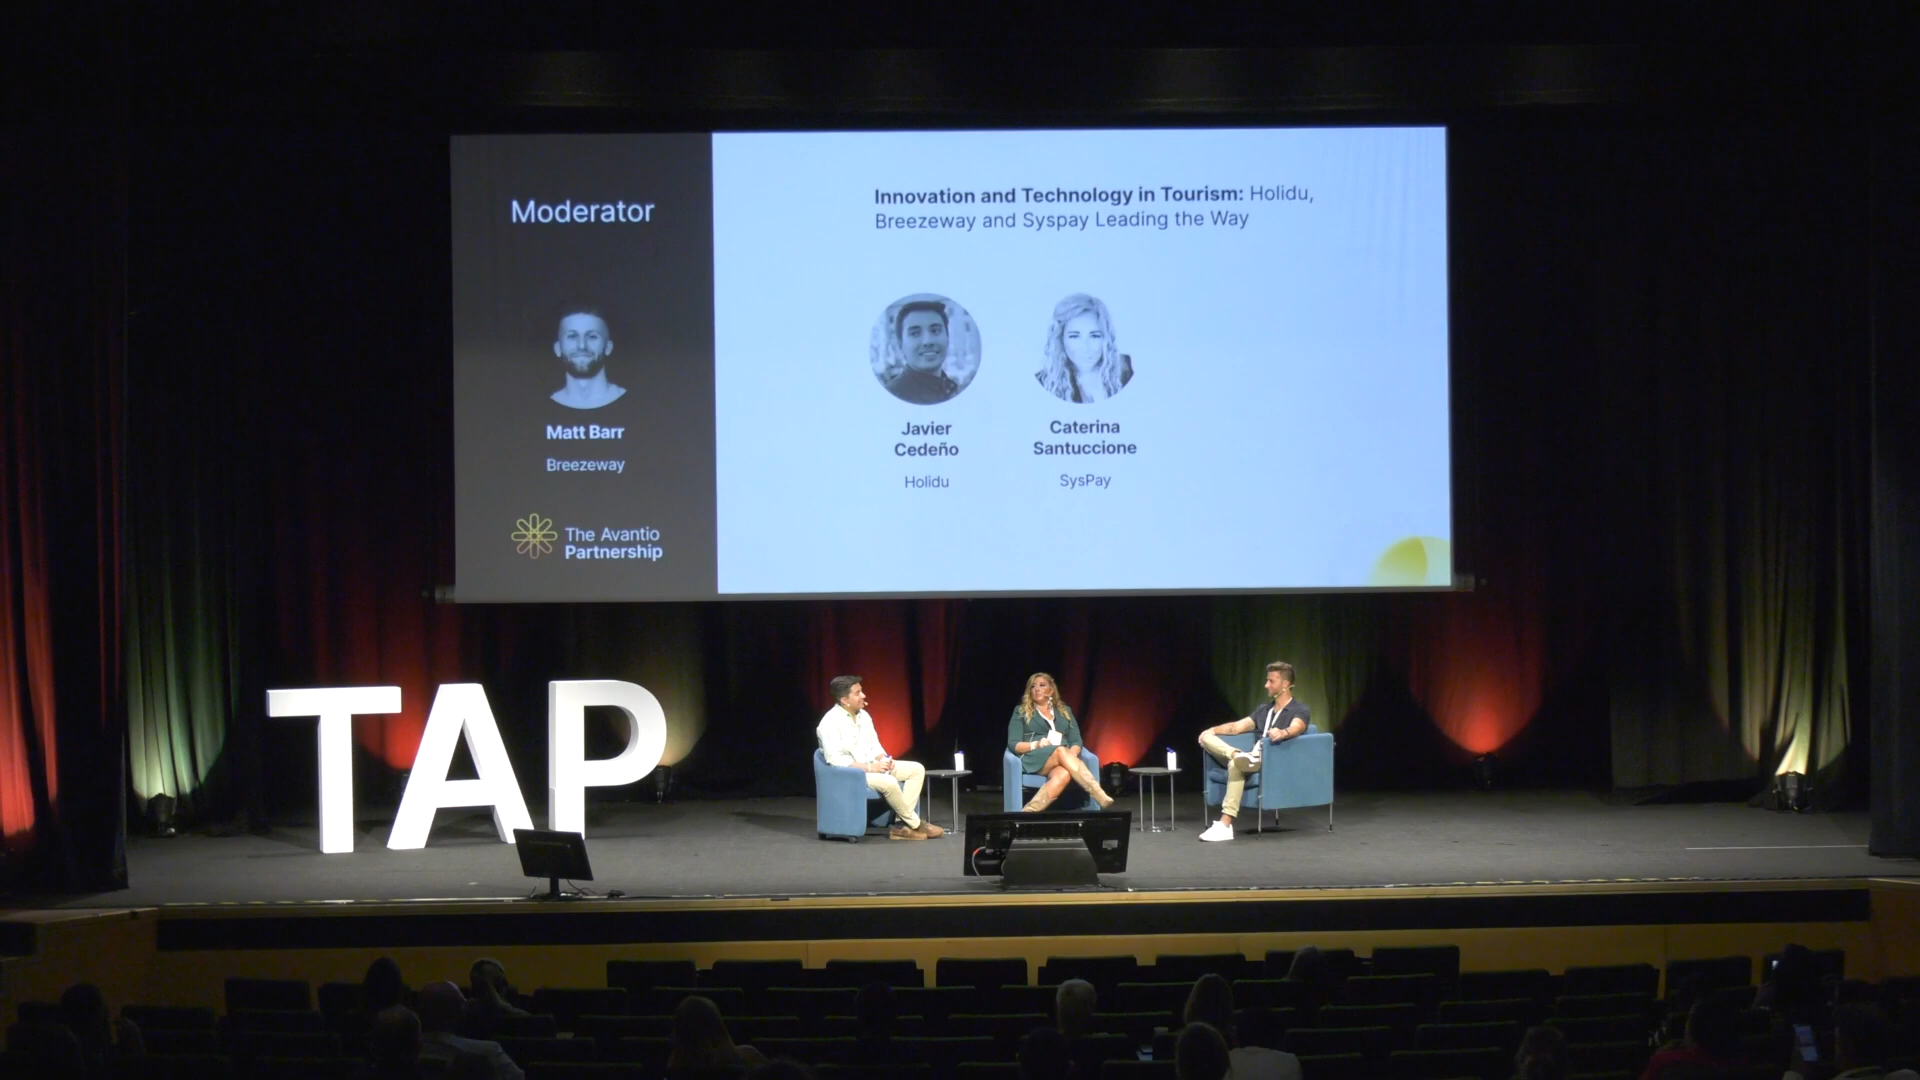 Moderator
Matt Barr
Breezeway
The Avantio
Partnership
Innovation and Technology in Tourism: Holidu,
Breezeway and Syspay Leading the Way
Javier
Cedeño
Holidu
Caterina
Santuccione
SysPay
TAP